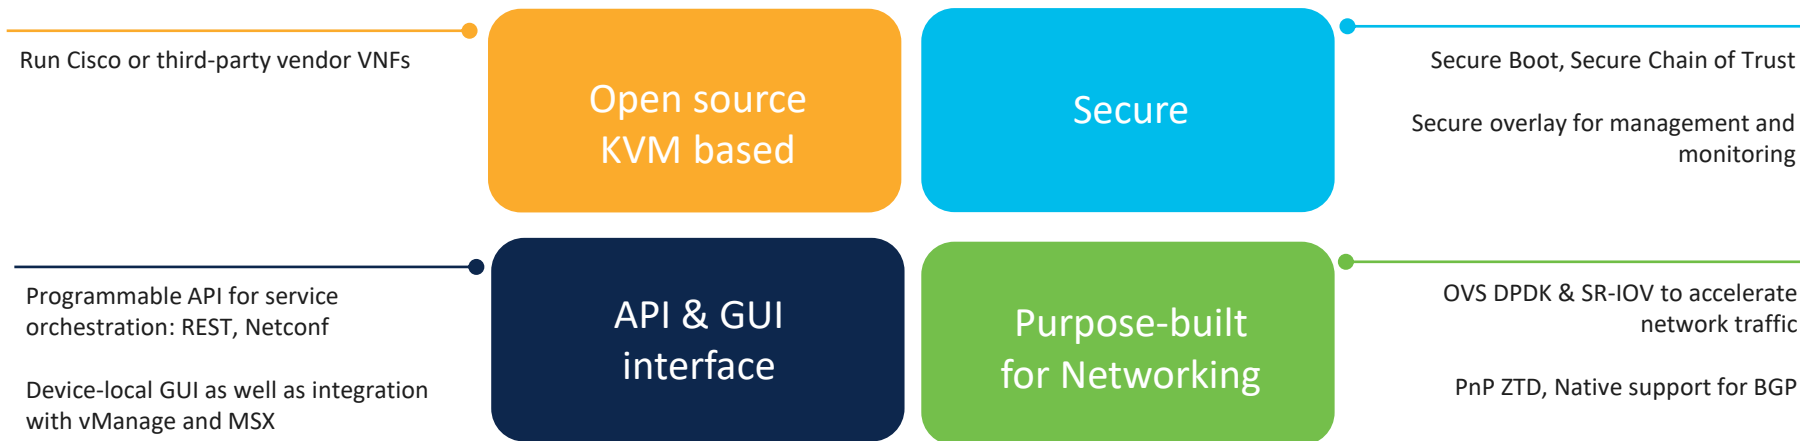 Run Cisco or third-party vendor VNFs
Open source
KVM based
Secure
Secure Boot, Secure Chain of Trust
Secure overlay for management and
monitoring
Programmable API for service
orchestration: REST, Netconf
Device-local GUI as well as integration
with vManage and MSX
API & GUI
interface
Purpose-built
for Networking
OVS DPDK & SR-IOV to accelerate
network traffic
PnP ZTD, Native support for BGP